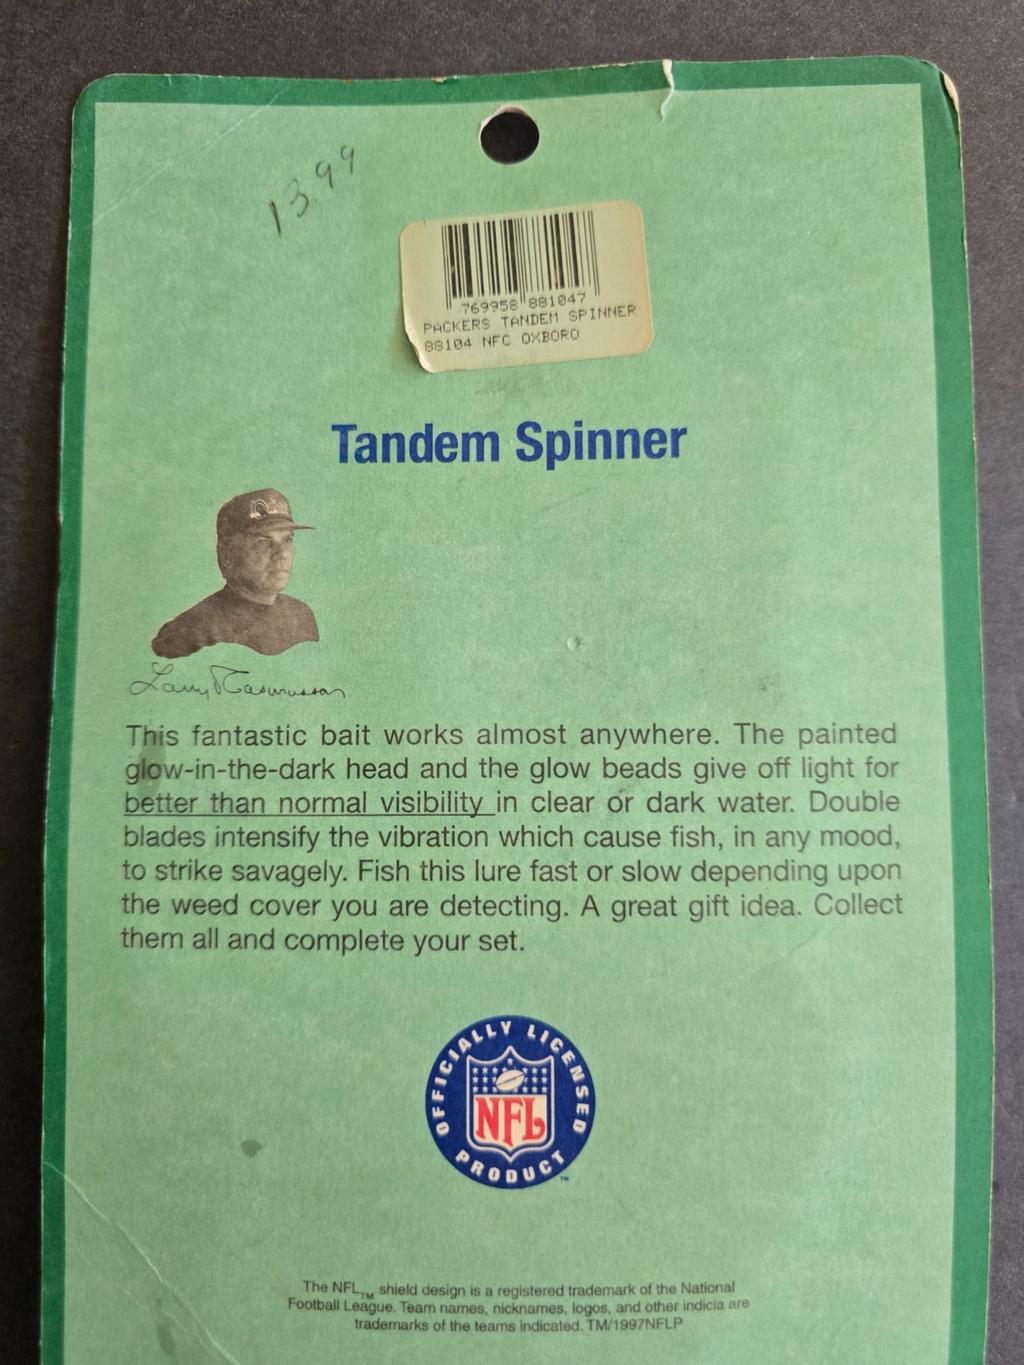 13.99
769958 881047
PACKERS TANDEM SPINNER
88104 NFC OXBORO
Tandem Spinner
Larry Rasmussen
This fantastic bait works almost anywhere. The painted
glow-in-the-dark head and the glow beads give off light for
better than normal visibility in clear or dark water. Double
blades intensify the vibration which cause fish, in any mood,
to strike savagely. Fish this lure fast or slow depending upon
the weed cover you are detecting. A great gift idea. Collect
them all and complete your set.
OFFICIALLY LICENSED
NFL
PRODUCT TM
The NFL TM shield design is a registered trademark of the National
Football League. Team names, nicknames, logos, and other indicia are
trademarks of the teams indicated. TM/1997NFLP